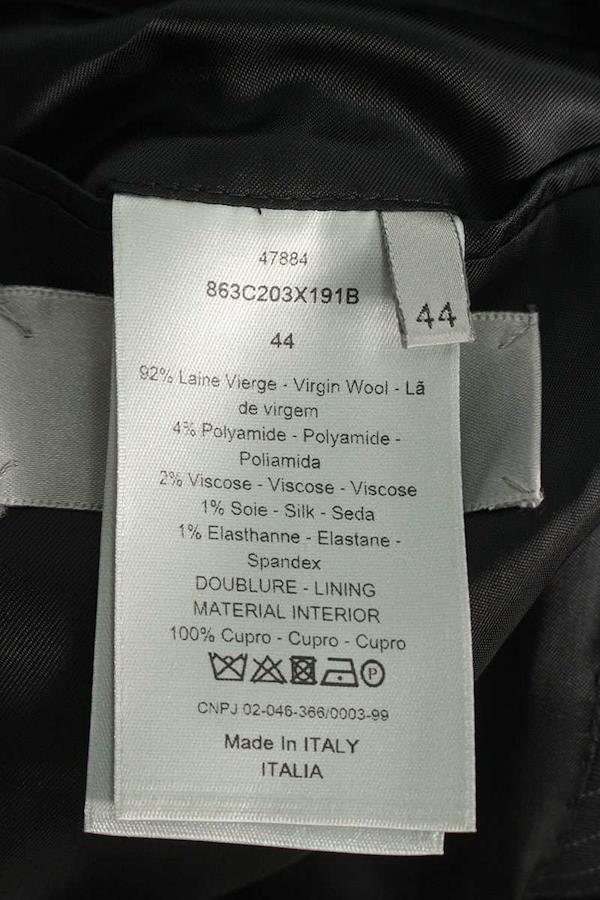 47884
863C203X191B
44
44
92% Laine Vierge - Virgin Wool - Lã
de virgem
4% Polyamide - Polyamide -
Poliamida
2% Viscose - Viscose - Viscose
1% Soie - Silk - Seda
1% Elasthanne - Elastane -
Spandex
DOUBLURE - LINING
MATERIAL INTERIOR
100% Cupro - Cupro - Cupro
P
CNPJ 02-046-366/0003-99
Made In ITALY
ITALIA